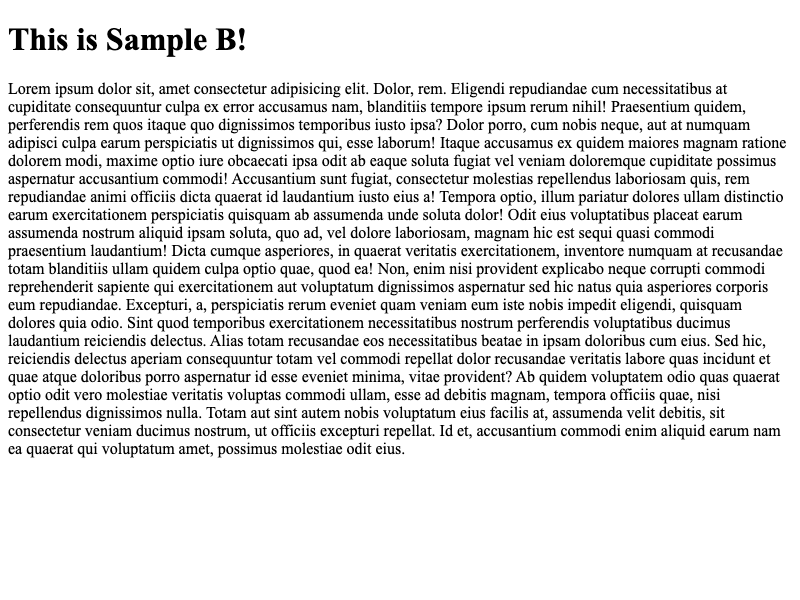 This is Sample B!
Lorem ipsum dolor sit, amet consectetur adipisicing elit. Dolor, rem. Eligendi repudiandae cum necessitatibus at
cupiditate consequuntur culpa ex error accusamus nam, blanditiis tempore ipsum rerum nihil! Praesentium quidem,
perferendis rem quos itaque quo dignissimos temporibus iusto ipsa? Dolor porro, cum nobis neque, aut at numquam
adipisci culpa earum perspiciatis ut dignissimos qui, esse laborum! Itaque accusamus ex quidem maiores magnam ratione
dolorem modi, maxime optio iure obcaecati ipsa odit ab eaque soluta fugiat vel veniam doloremque cupiditate possimus
aspernatur accusantium commodi! Accusantium sunt fugiat, consectetur molestias repellendus laboriosam quis, rem
repudiandae animi officiis dicta quaerat id laudantium iusto eius a! Tempora optio, illum pariatur dolores ullam distinctio
earum exercitationem perspiciatis quisquam ab assumenda unde soluta dolor! Odit eius voluptatibus placeat earum
assumenda nostrum aliquid ipsam soluta, quo ad, vel dolore laboriosam, magnam hic est sequi quasi commodi
praesentium laudantium! Dicta cumque asperiores, in quaerat veritatis exercitationem, inventore numquam at recusandae
totam blanditiis ullam quidem culpa optio quae, quod ea! Non, enim nisi provident explicabo neque corrupti commodi
reprehenderit sapiente qui exercitationem aut voluptatum dignissimos aspernatur sed hic natus quia asperiores corporis
eum repudiandae. Excepturi, a, perspiciatis rerum eveniet quam veniam eum iste nobis impedit eligendi, quisquam
dolores quia odio. Sint quod temporibus exercitationem necessitatibus nostrum perferendis voluptatibus ducimus
laudantium reiciendis delectus. Alias totam recusandae eos necessitatibus beatae in ipsam doloribus cum eius. Sed hic,
reiciendis delectus aperiam consequuntur totam vel commodi repellat dolor recusandae veritatis labore quas incidunt et
quae atque doloribus porro aspernatur id esse eveniet minima, vitae provident? Ab quidem voluptatem odio quas quaerat
optio odit vero molestiae veritatis voluptas commodi ullam, esse ad debitis magnam, tempora officiis quae, nisi
repellendus dignissimos nulla. Totam aut sint autem nobis voluptatum eius facilis at, assumenda velit debitis, sit
consectetur veniam ducimus nostrum, ut officiis excepturi repellat. Id et, accusantium commodi enim aliquid earum nam
ea quaerat qui voluptatum amet, possimus molestiae odit eius.